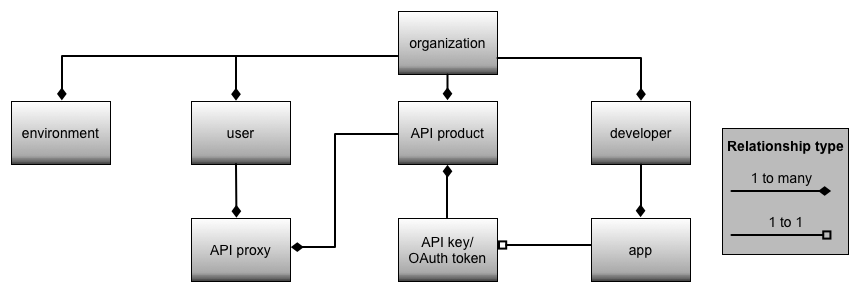 organization
environment
user
API product
developer
Relationship type
1 to many
1 to 1
API proxy
API key/
OAuth token
app